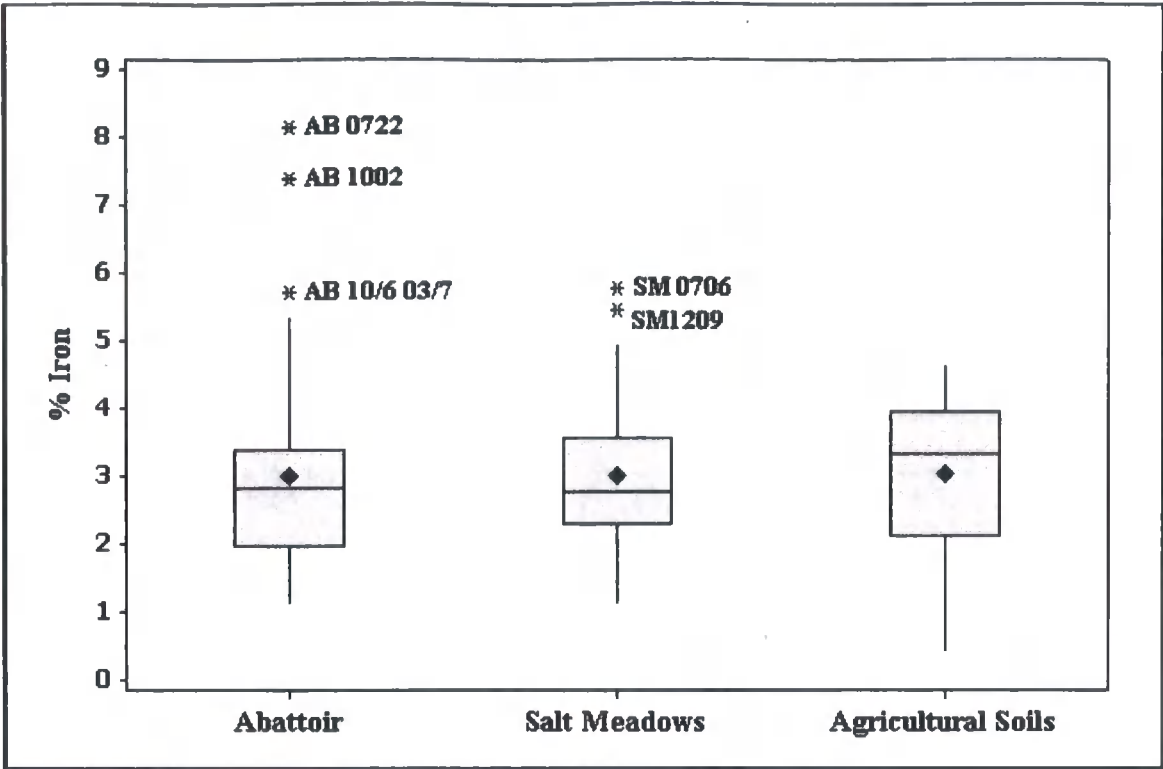 9
8
7
6
5
4
3
2
1
0
% Iron
AB 0722
AB 1002
AB 10/6 03/7
SM 0706
SM1209
Abattoir
Salt Meadows
Agricultural Soils